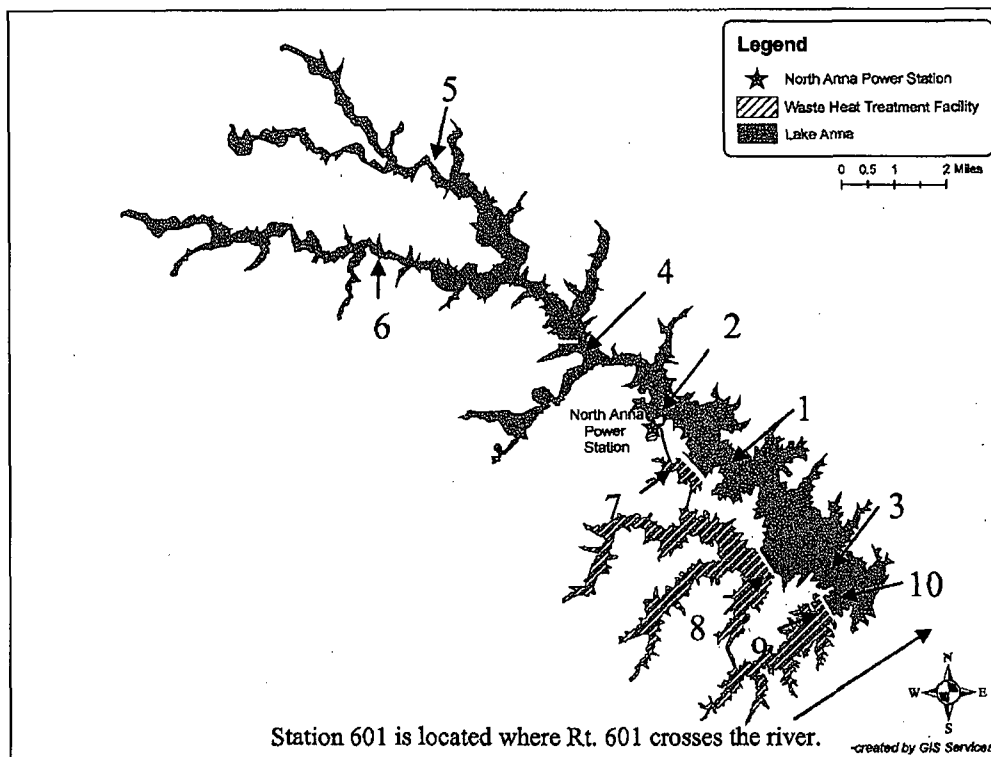 Legend
North Anna Power Station
Waste Heat Treatment Facility
Lake Anna
0 0.5 1 2 Miles
5
6
4
2
North Anna
Power
Station
1
7
3
10
8
9
N
W E
S
Station 601 is located where Rt. 601 crosses the river.
-created by GIS Services